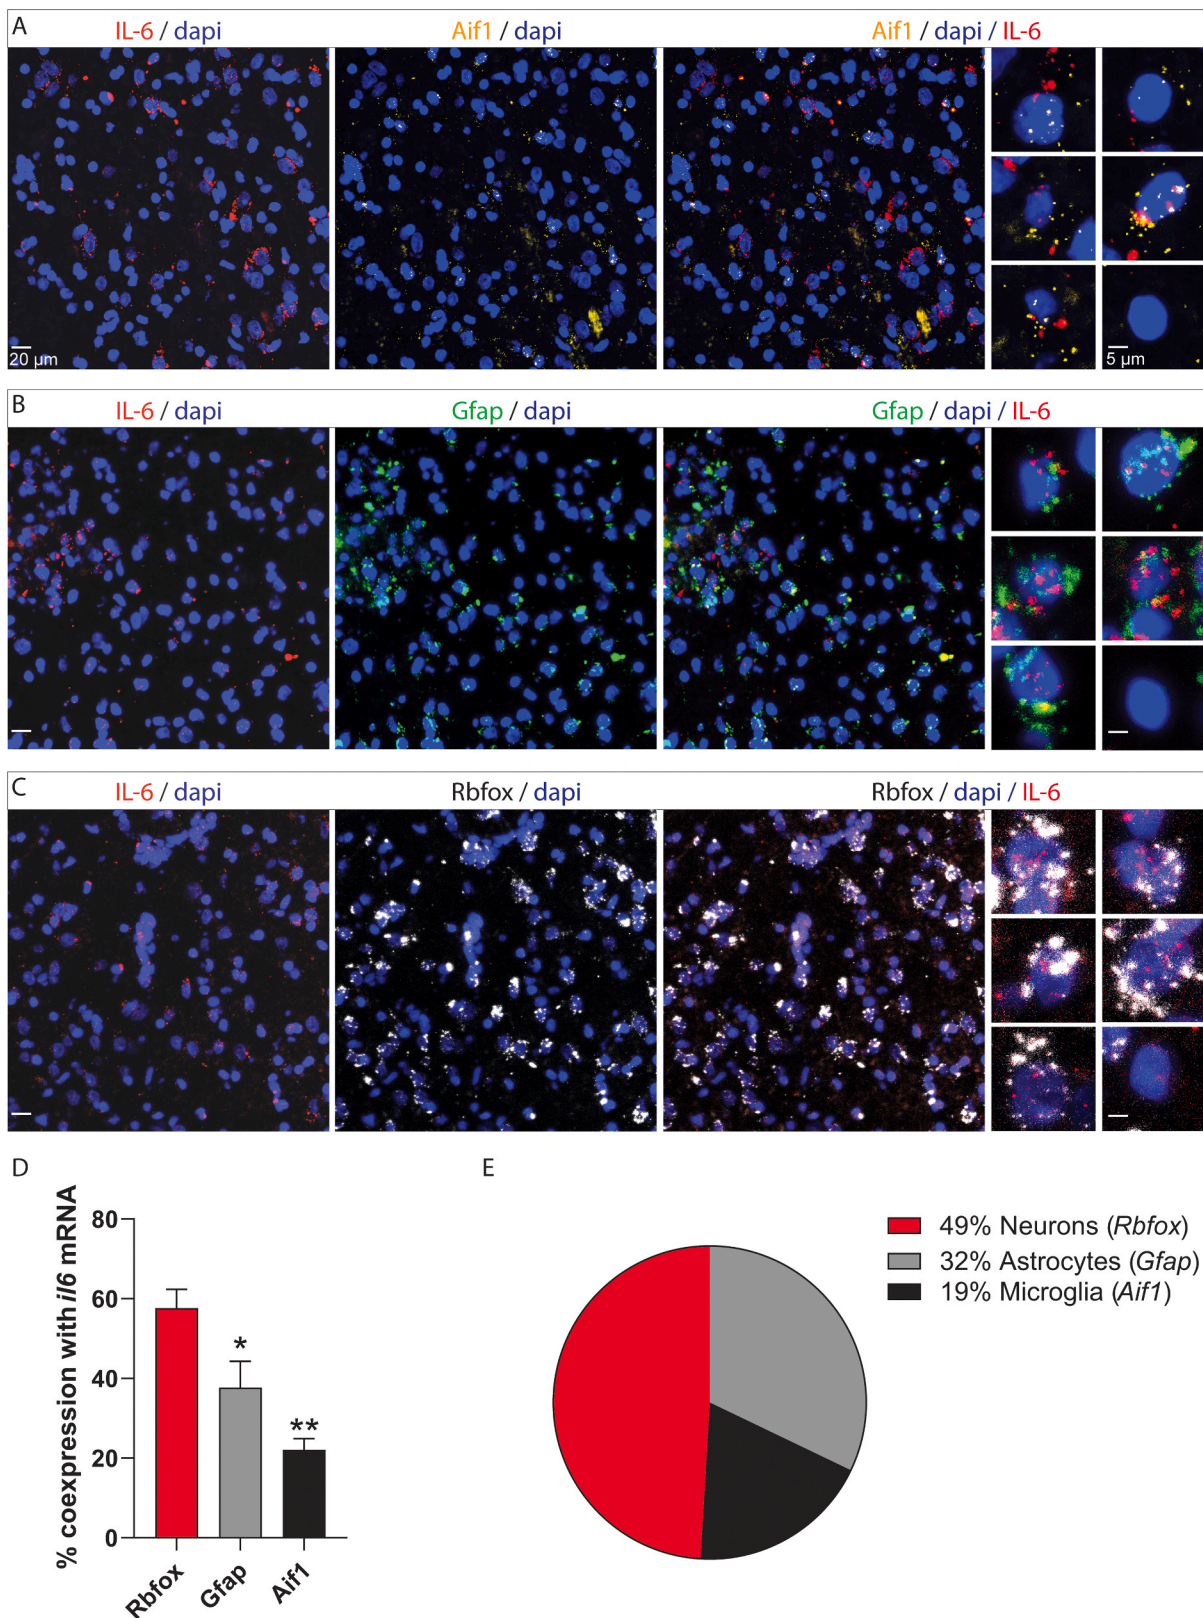 A
IL-6 / dapi
Aif1 / dapi
Aif1 / dapi / IL-6
20 µm
5 µm
B
IL-6 / dapi
Gfap / dapi
Gfap / dapi / IL-6
C
IL-6 / dapi
Rbfox / dapi
Rbfox / dapi / IL-6
D
% coexpression with il6 mRNA
80
60
40
20
0
*
**
Rbfox
Gfap
Aif1
E
49% Neurons (Rbfox)
32% Astrocytes (Gfap)
19% Microglia (Aif1)